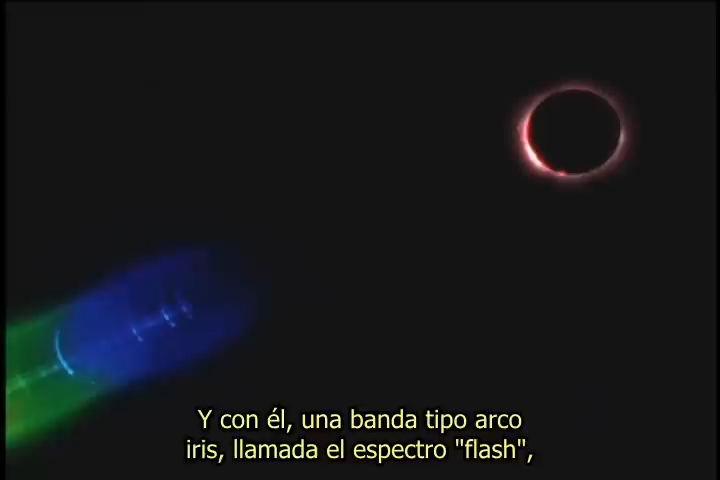 Y con él, una banda tipo arco
iris, llamada el espectro "flash",